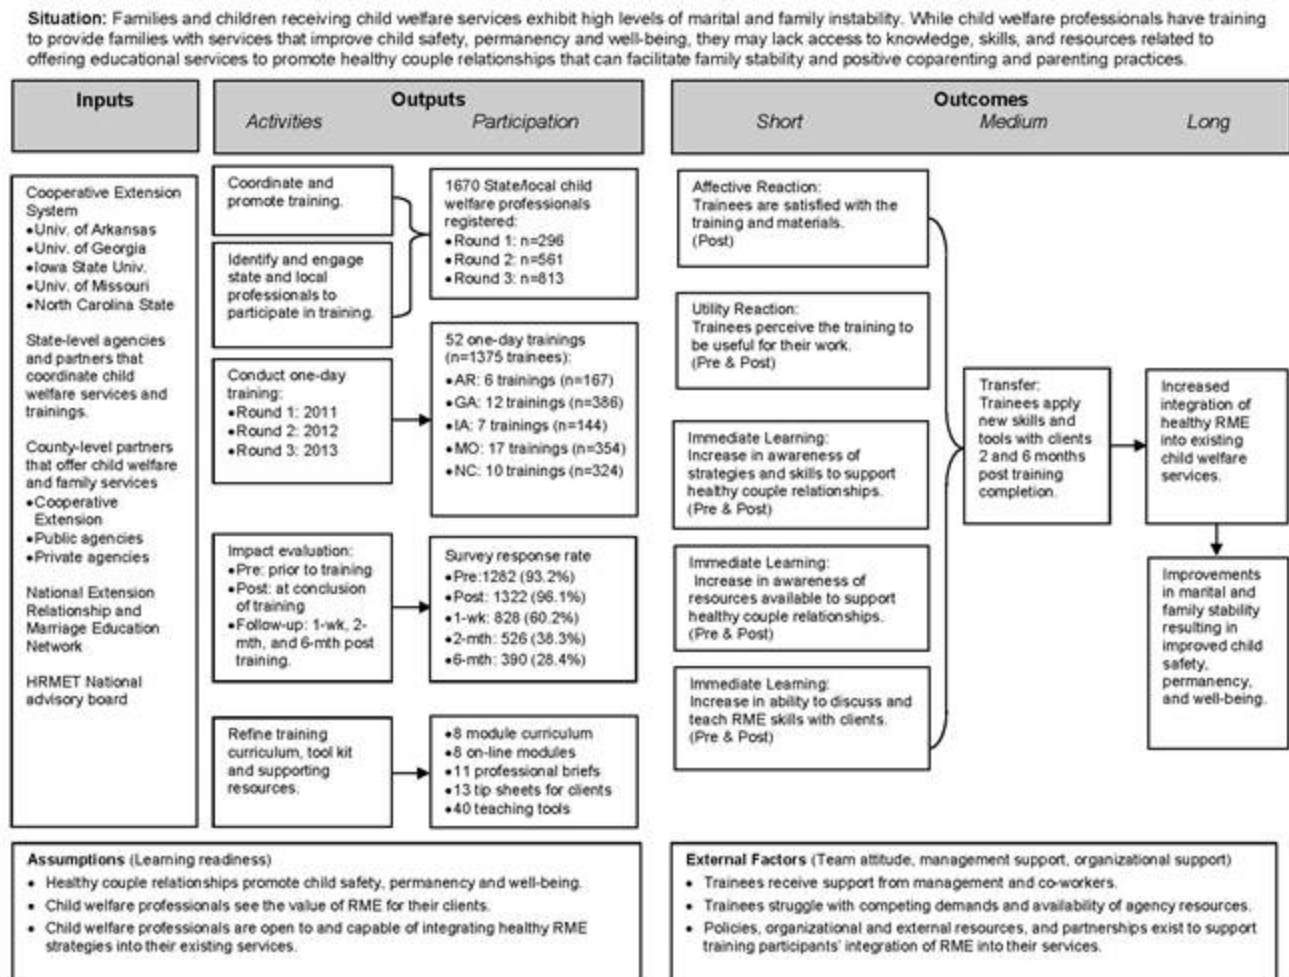 Situation: Families and children receiving child welfare services exhibit high levels of marital and family instability. While child welfare professionals have training
to provide families with services that improve child safety, permanency and well-being, they may lack access to knowledge, skills, and resources related to
offering educational services to promote healthy couple relationships that can facilitate family stability and positive coparenting and parenting practices.
Inputs
Outputs
Activities
Participation
Outcomes
Short
Medium
Long
Cooperative Extension
System
•Univ. of Arkansas
•Univ. of Georgia
•Iowa State Univ.
•Univ. of Missouri
•North Carolina State
State-level agencies
and partners that
coordinate child
welfare services and
trainings.
County-level partners
that offer child welfare
and family services
•Cooperative
Extension
•Public agencies
•Private agencies
National Extension
Relationship and
Marriage Education
Network
HRMET National
advisory board
Coordinate and
promote training.
Identify and engage
state and local
professionals to
participate in training.
Conduct one-day
training:
•Round 1: 2011
•Round 2: 2012
•Round 3: 2013
Impact evaluation:
•Pre: prior to training
•Post: at conclusion
of training
•Follow-up: 1-wk, 2-
mth, and 6-mth post
training.
Refine training
curriculum, tool kit
and supporting
resources.
1670 State/local child
welfare professionals
registered:
•Round 1: n=296
•Round 2: n=561
•Round 3: n=813
52 one-day trainings
(n=1375 trainees):
•AR: 6 trainings (n=167)
•GA: 12 trainings (n=386)
•IA: 7 trainings (n=144)
•MO: 17 trainings (n=354)
•NC: 10 trainings (n=324)
Survey response rate
•Pre:1282 (93.2%)
•Post: 1322 (96.1%)
•1-wk: 828 (60.2%)
•2-mth: 526 (38.3%)
•6-mth: 390 (28.4%)
•8 module curriculum
•8 on-line modules
•11 professional briefs
•13 tip sheets for clients
•40 teaching tools
Affective Reaction:
Trainees are satisfied with the
training and materials.
(Post)
Utility Reaction:
Trainees perceive the training to
be useful for their work.
(Pre & Post)
Immediate Learning:
Increase in awareness of
strategies and skills to support
healthy couple relationships.
(Pre & Post)
Immediate Learning:
Increase in awareness of
resources available to support
healthy couple relationships.
(Pre & Post)
Immediate Learning:
Increase in ability to discuss and
teach RME skills with clients.
(Pre & Post)
Transfer:
Trainees apply
new skills and
tools with clients
2 and 6 months
post training
completion.
Increased
integration of
healthy RME
into existing
child welfare
services.
Improvements
in marital and
family stability
resulting in
improved child
safety,
permanency,
and well-being.
Assumptions (Learning readiness)
• Healthy couple relationships promote child safety, permanency and well-being.
• Child welfare professionals see the value of RME for their clients.
• Child welfare professionals are open to and capable of integrating healthy RME
strategies into their existing services.
External Factors (Team attitude, management support, organizational support)
• Trainees receive support from management and co-workers.
• Trainees struggle with competing demands and availability of agency resources.
• Policies, organizational and external resources, and partnerships exist to support
training participants' integration of RME into their services.